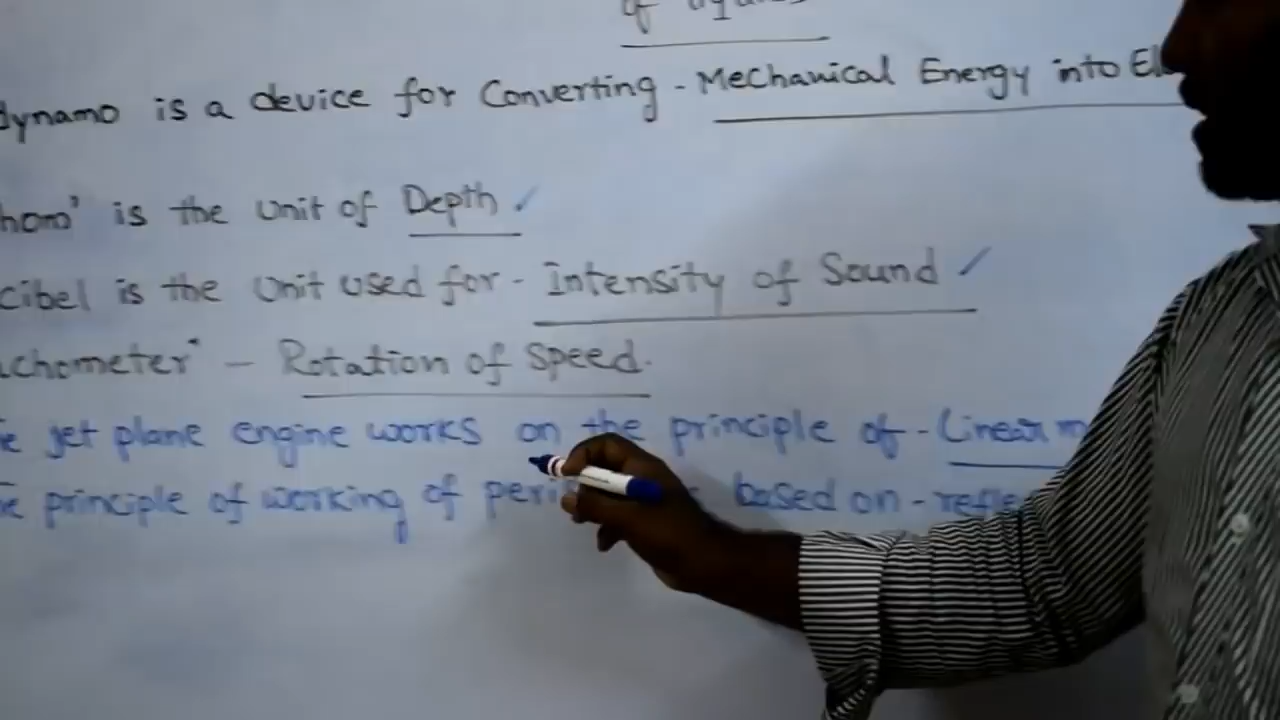 of
dynamo is a device for Converting - Mechanical Energy into El
hom' is the unit of Depth ✓
cibel is the unit used for - Intensity of Sound ✓
chometer" - Rotation of Speed.
jet plane engine works on the principle of - Linear m
principle of working of peri based on - refle